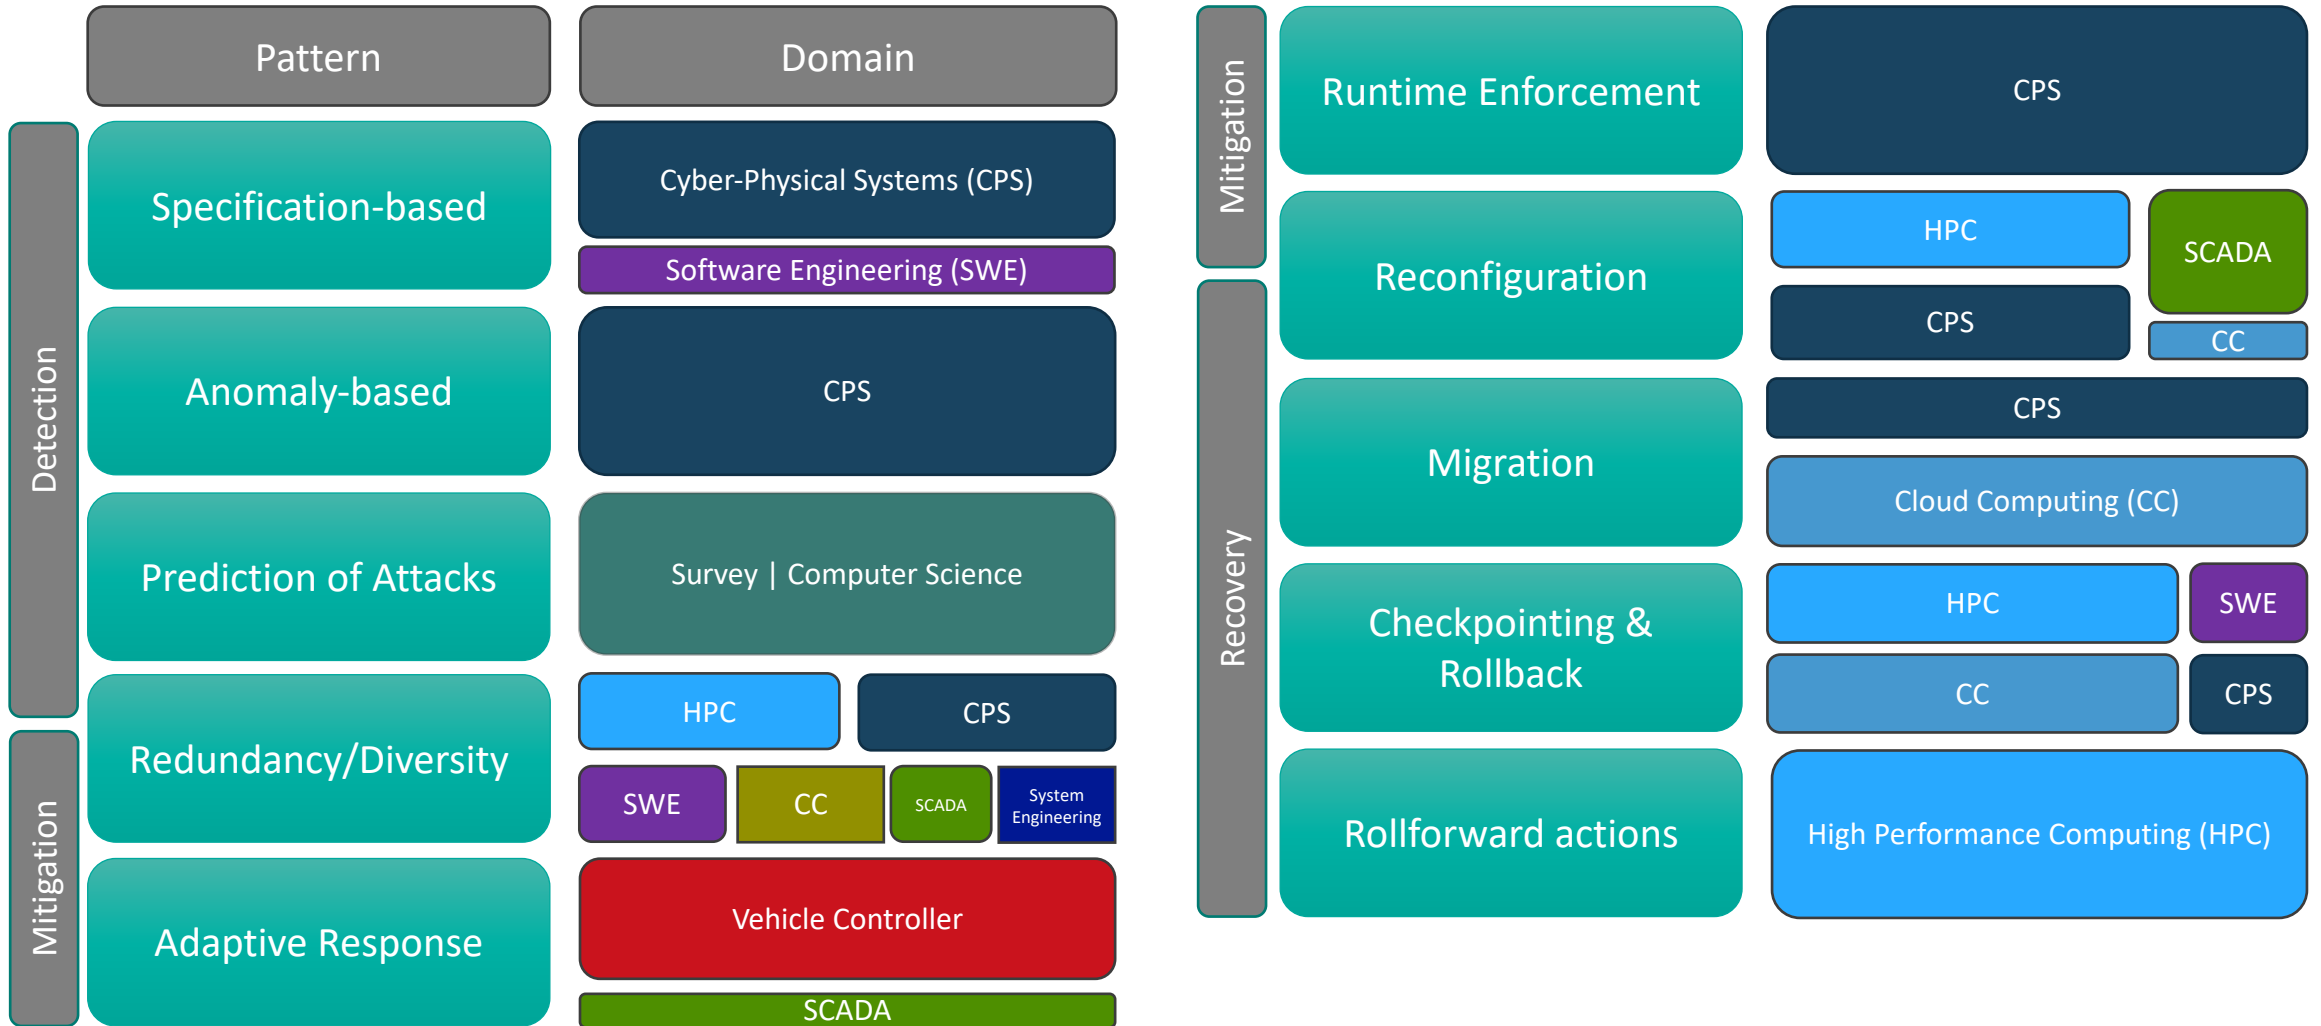 Pattern
Domain
Detection
Specification-based
Cyber-Physical Systems (CPS)
Software Engineering (SWE)
Anomaly-based
CPS
Prediction of Attacks
Survey | Computer Science
Mitigation
Redundancy/Diversity
HPC
CPS
SWE
CC
SCADA
System
Engineering
Adaptive Response
Vehicle Controller
SCADA
Mitigation
Runtime Enforcement
CPS
Reconfiguration
HPC
SCADA
CPS
CC
Recovery
Migration
CPS
Cloud Computing (CC)
Checkpointing &
Rollback
HPC
SWE
CC
CPS
Rollforward actions
High Performance Computing (HPC)